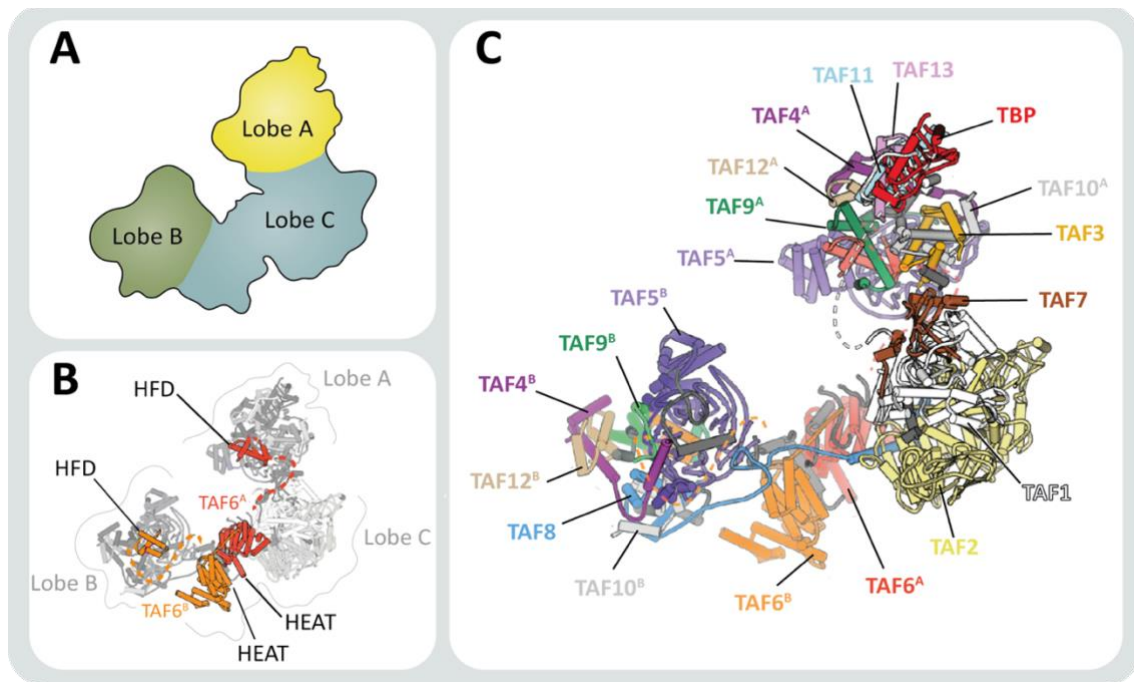 A
Lobe A
Lobe B
Lobe C
B
HFD
Lobe A
HFD
TAF6ᴬ
Lobe C
Lobe B
TAF6ᴮ
HEAT
HEAT
C
TAF11
TAF13
TAF4ᴬ
TBP
TAF12ᴬ
TAF10ᴬ
TAF9ᴬ
TAF3
TAF5ᴬ
TAF5ᴮ
TAF7
TAF9ᴮ
TAF4ᴮ
TAF12ᴮ
TAF1
TAF8
TAF2
TAF10ᴮ
TAF6ᴮ
TAF6ᴬ